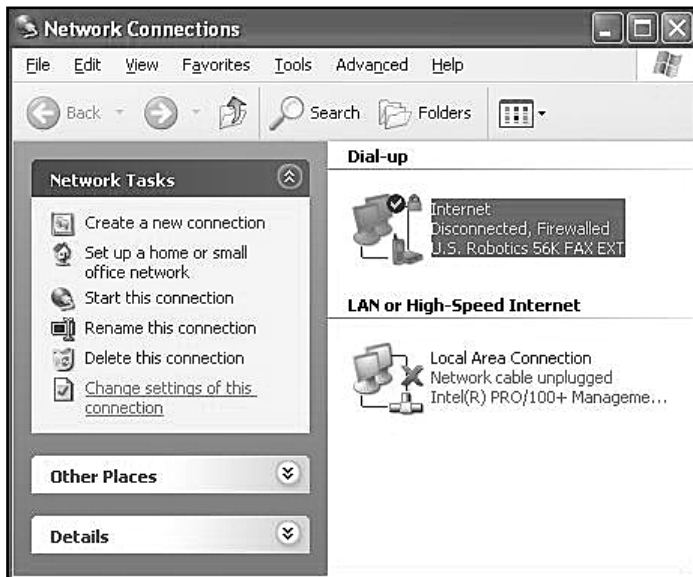 Network Connections
File Edit View Favorites Tools Advanced Help
Back Search Folders
Network Tasks
Create a new connection
Set up a home or small
office network
Start this connection
Rename this connection
Delete this connection
Change settings of this
connection
Other Places
Details
Dial-up
Internet
Disconnected, Firewalled
U.S. Robotics 56K FAX EXT
LAN or High-Speed Internet
Local Area Connection
Network cable unplugged
Intel(R) PRO/100+ Manageme...